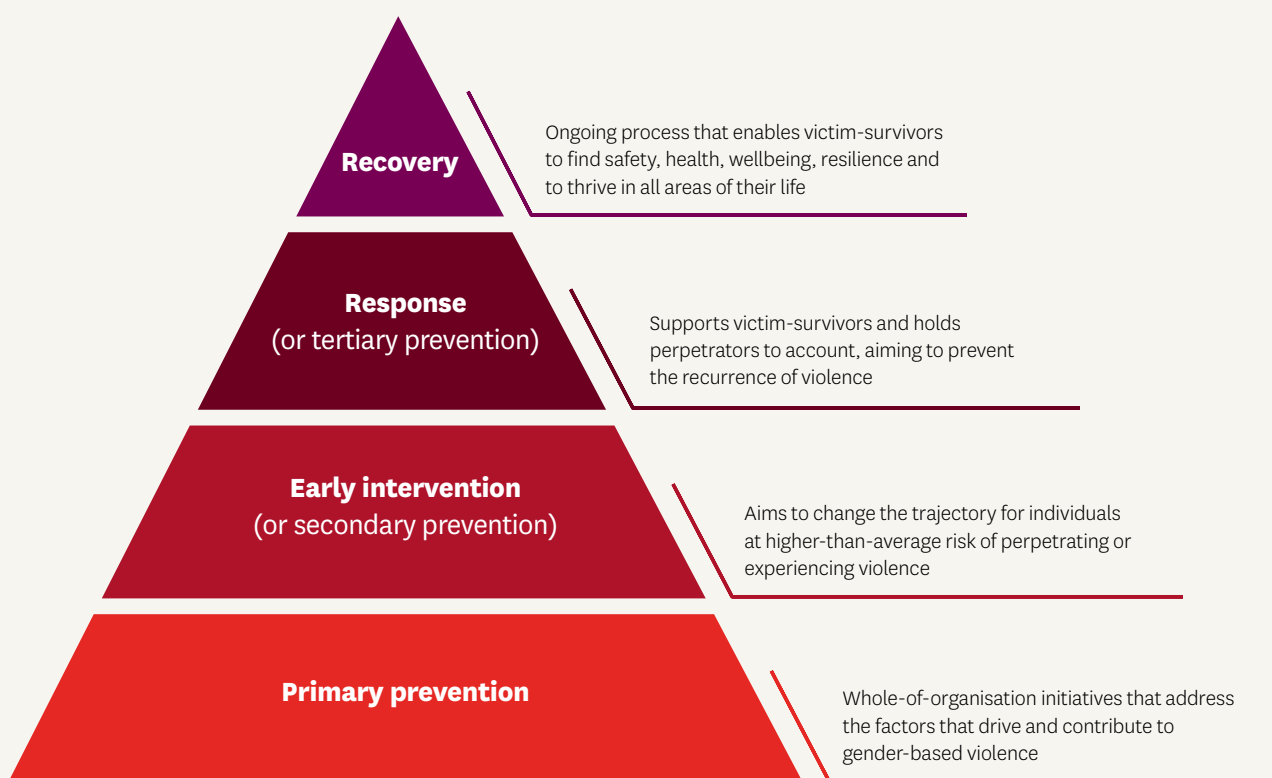 Recovery
Ongoing process that enables victim-survivors
to find safety, health, wellbeing, resilience and
to thrive in all areas of their life
Response
(or tertiary prevention)
Supports victim-survivors and holds
perpetrators to account, aiming to prevent
the recurrence of violence
Early intervention
(or secondary prevention)
Aims to change the trajectory for individuals
at higher-than-average risk of perpetrating or
experiencing violence
Primary prevention
Whole-of-organisation initiatives that address
the factors that drive and contribute to
gender-based violence